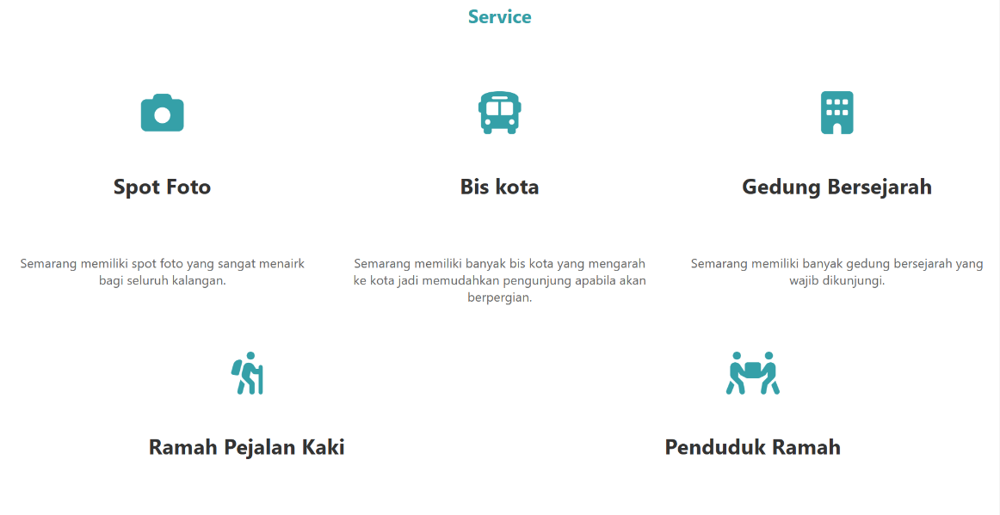 Service
Spot Foto
Bis kota
Gedung Bersejarah
Semarang memiliki spot foto yang sangat menairk
bagi seluruh kalangan.
Semarang memiliki banyak bis kota yang mengarah
ke kota jadi memudahkan pengunjung apabila akan
berpergian.
Semarang memiliki banyak gedung bersejarah yang
wajib dikunjungi.
Ramah Pejalan Kaki
Penduduk Ramah